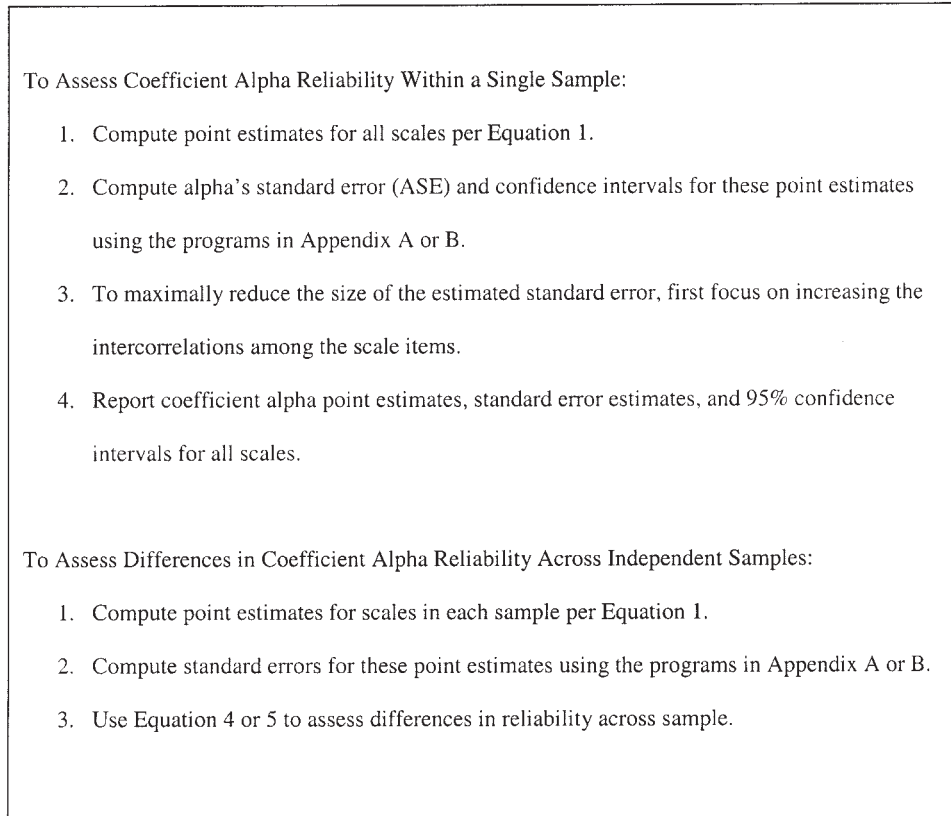 To Assess Coefficient Alpha Reliability Within a Single Sample:
1. Compute point estimates for all scales per Equation 1.
2. Compute alpha's standard error (ASE) and confidence intervals for these point estimates
using the programs in Appendix A or B.
3. To maximally reduce the size of the estimated standard error, first focus on increasing the
intercorrelations among the scale items.
4. Report coefficient alpha point estimates, standard error estimates, and 95% confidence
intervals for all scales.
To Assess Differences in Coefficient Alpha Reliability Across Independent Samples:
1. Compute point estimates for scales in each sample per Equation 1.
2. Compute standard errors for these point estimates using the programs in Appendix A or B.
3. Use Equation 4 or 5 to assess differences in reliability across sample.